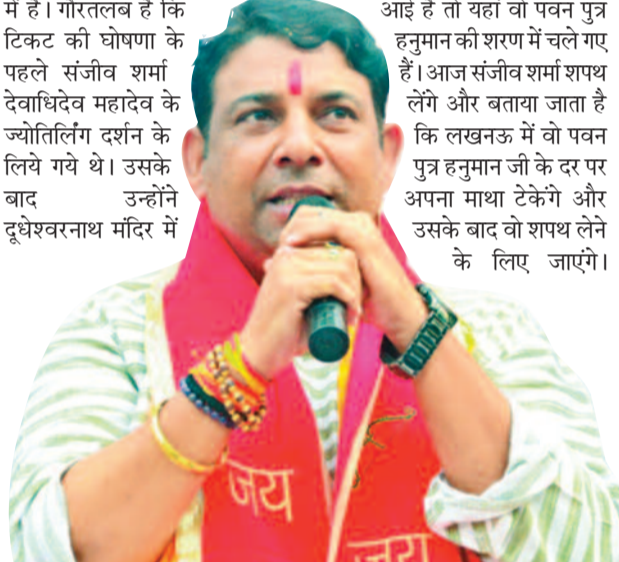 में है। गौरतलब है कि
टिकट की घोषणा के
पहले संजीव शर्मा
देवाधिदेव महादेव के
ज्योतिर्लिंग दर्शन के
लिये गये थे। उसके
बाद उन्होंने
दूधेश्वरनाथ मंदिर में
आई है तो यहां वो पवन पुत्र
हनुमान की शरण में चले गए
हैं। आज संजीव शर्मा शपथ
लेंगे और बताया जाता है
कि लखनऊ में वो पवन
पुत्र हनुमान जी के दर पर
अपना माथा टेकेंगे और
उसके बाद वो शपथ लेने
के लिए जाएंगे।
जय
जय